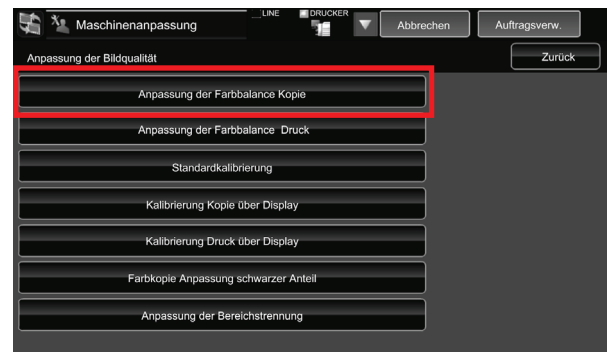 Maschinenanpassung
LINE
DRUCKER
Abbrechen
Auftragsverw.
Anpassung der Bildqualität
Zurück
Anpassung der Farbbalance Kopie
Anpassung der Farbbalance Druck
Standardkalibrierung
Kalibrierung Kopie über Display
Kalibrierung Druck über Display
Farbkopie Anpassung schwarzer Anteil
Anpassung der Bereichstrennung